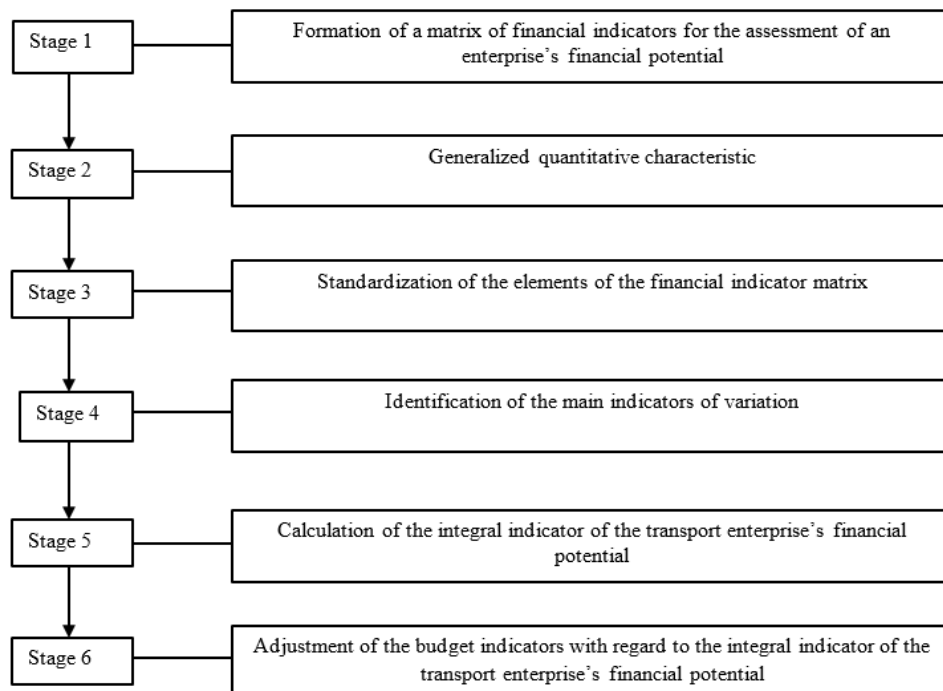 Stage 1
Formation of a matrix of financial indicators for the assessment of an
enterprise’s financial potential
Stage 2
Generalized quantitative characteristic
Stage 3
Standardization of the elements of the financial indicator matrix
Stage 4
Identification of the main indicators of variation
Stage 5
Calculation of the integral indicator of the transport enterprise’s financial
potential
Stage 6
Adjustment of the budget indicators with regard to the integral indicator of the
transport enterprise’s financial potential